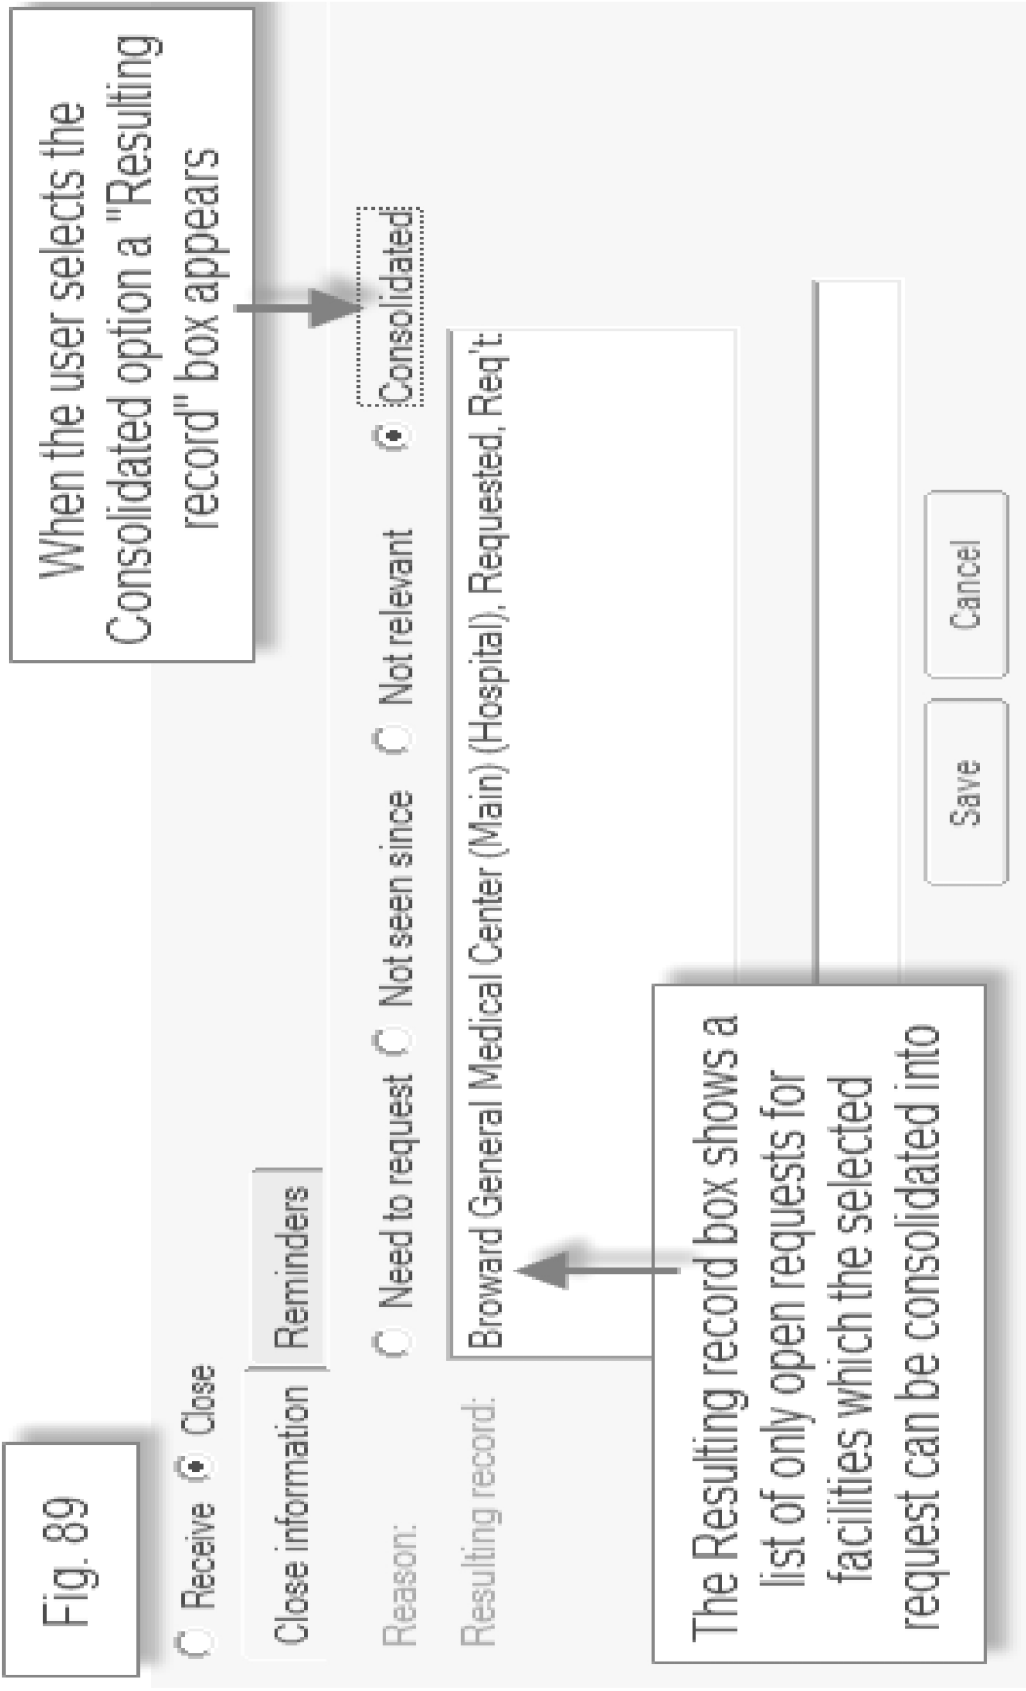 Fig. 89
When the user selects the
Consolidated option a "Resulting
record" box appears
Receive Close
Close information Reminders
Reason: Need to request Not seen since Not relevant Consolidated
Resulting record: Broward General Medical Center (Main) (Hospital), Requested, Req't:
The Resulting record box shows a
list of only open requests for
facilities which the selected
request can be consolidated into
Save Cancel